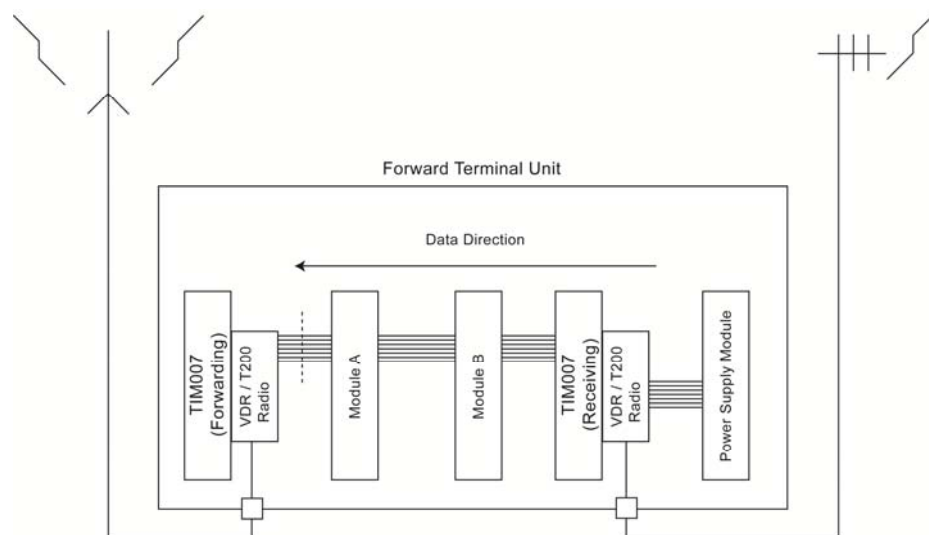 Forward Terminal Unit
Data Direction
TIM007
(Forwarding)
VDR / T200
Radio
Module A
Module B
TIM007
(Receiving)
VDR / T200
Radio
Power Supply Module